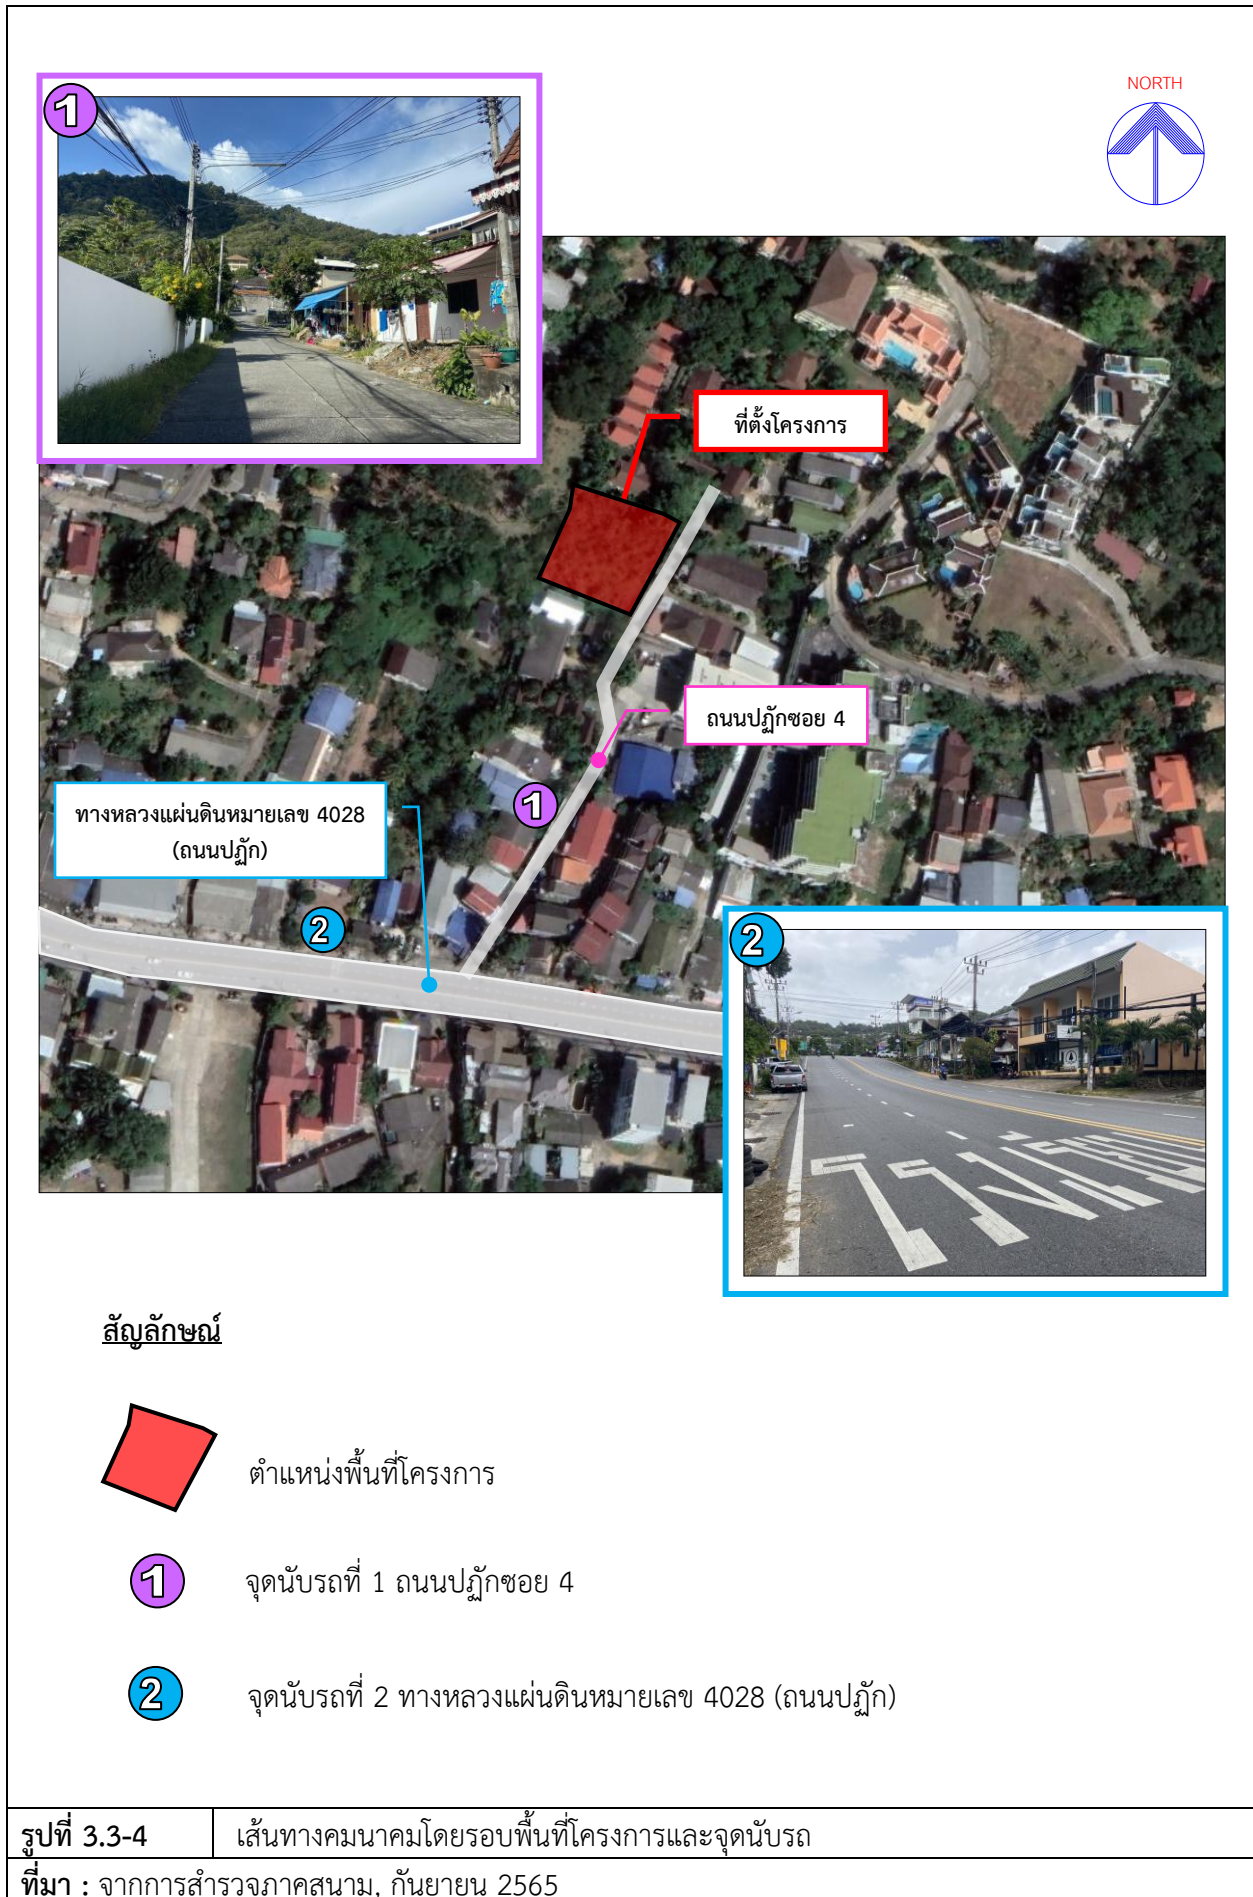 1
NORTH
ที่ตั้งโครงการ
ถนนปฏักซอย 4
1
ทางหลวงแผ่นดินหมายเลข 4028
(ถนนปฏัก)
2
2
สัญลักษณ์
ตำแหน่งพื้นที่โครงการ
1 จุดนับรถที่ 1 ถนนปฏักซอย 4
2 จุดนับรถที่ 2 ทางหลวงแผ่นดินหมายเลข 4028 (ถนนปฏัก)
รูปที่ 3.3-4 เส้นทางคมนาคมโดยรอบพื้นที่โครงการและจุดนับรถ
ที่มา : จากการสำรวจภาคสนาม, กันยายน 2565